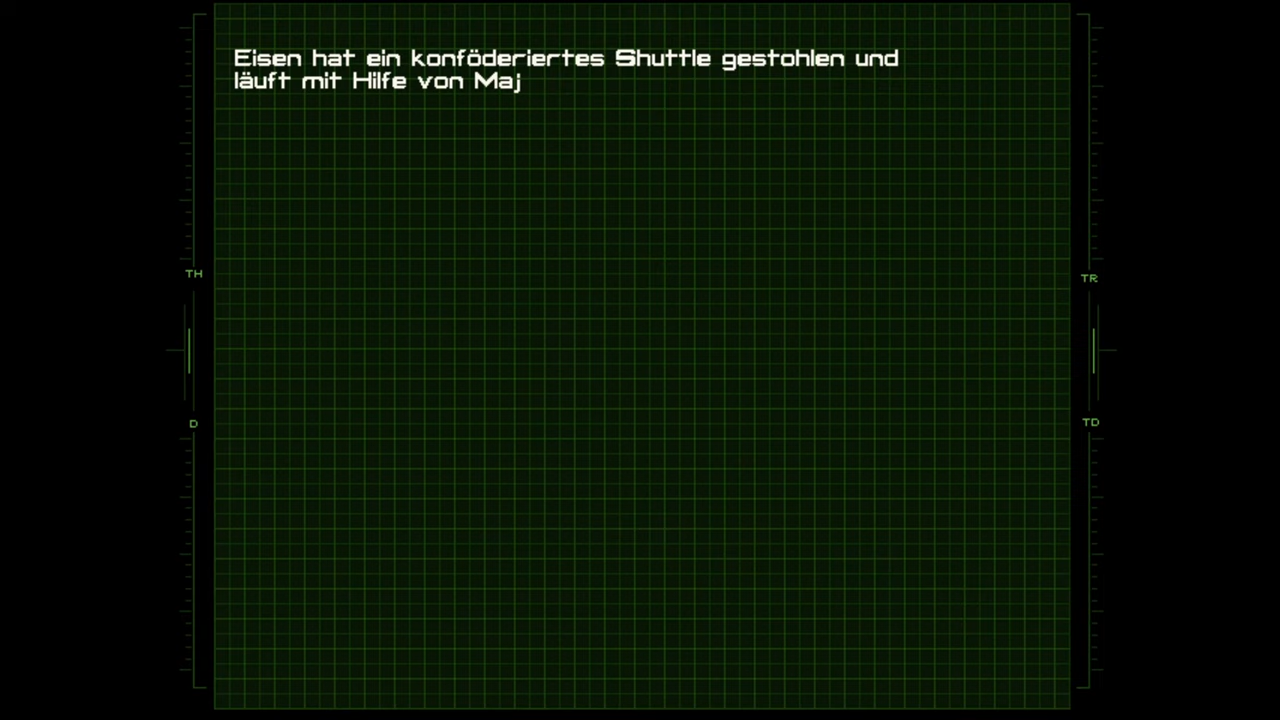 Eisen hat ein konföderiertes Shuttle gestohlen und
läuft mit Hilfe von Maj
TH
TR
D
TD